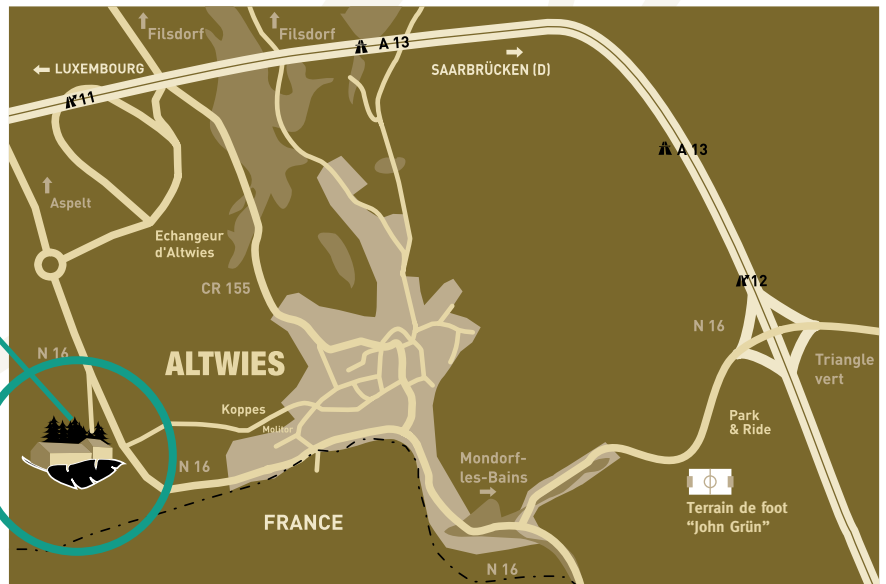 Filsdorf
Filsdorf
A 13
LUXEMBOURG
SAARBRÜCKEN (D)
11
A 13
Aspelt
Echangeur
d'Altwies
CR 155
12
N 16
N 16
ALTWIES
Triangle
vert
Koppes
Park
& Ride
Molitor
N 16
Mondorf-
les-Bains
Terrain de foot
“John Grün”
FRANCE
N 16